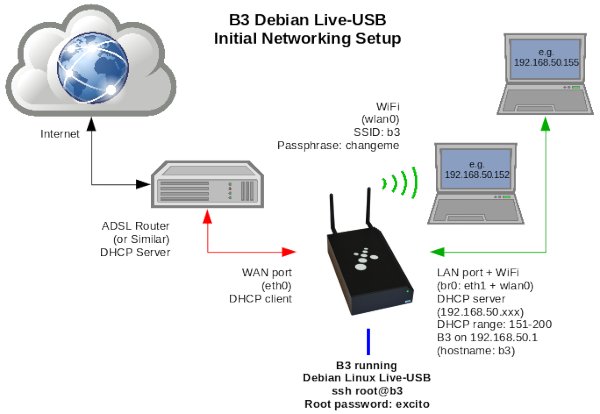 B3 Debian Live-USB
Initial Networking Setup
e.g.
192.168.50.155
WiFi
(wlan0)
SSID: b3
Passphrase: changeme
Internet
e.g.
192.168.50.152
ADSL Router
(or Similar)
DHCP Server
WAN port
(eth0)
DHCP client
LAN port + WiFi
(br0: eth1 + wlan0)
DHCP server
(192.168.50.xxx)
DHCP range: 151-200
B3 on 192.168.50.1
(hostname: b3)
B3 running
Debian Linux Live-USB
ssh root@b3
Root password: excito